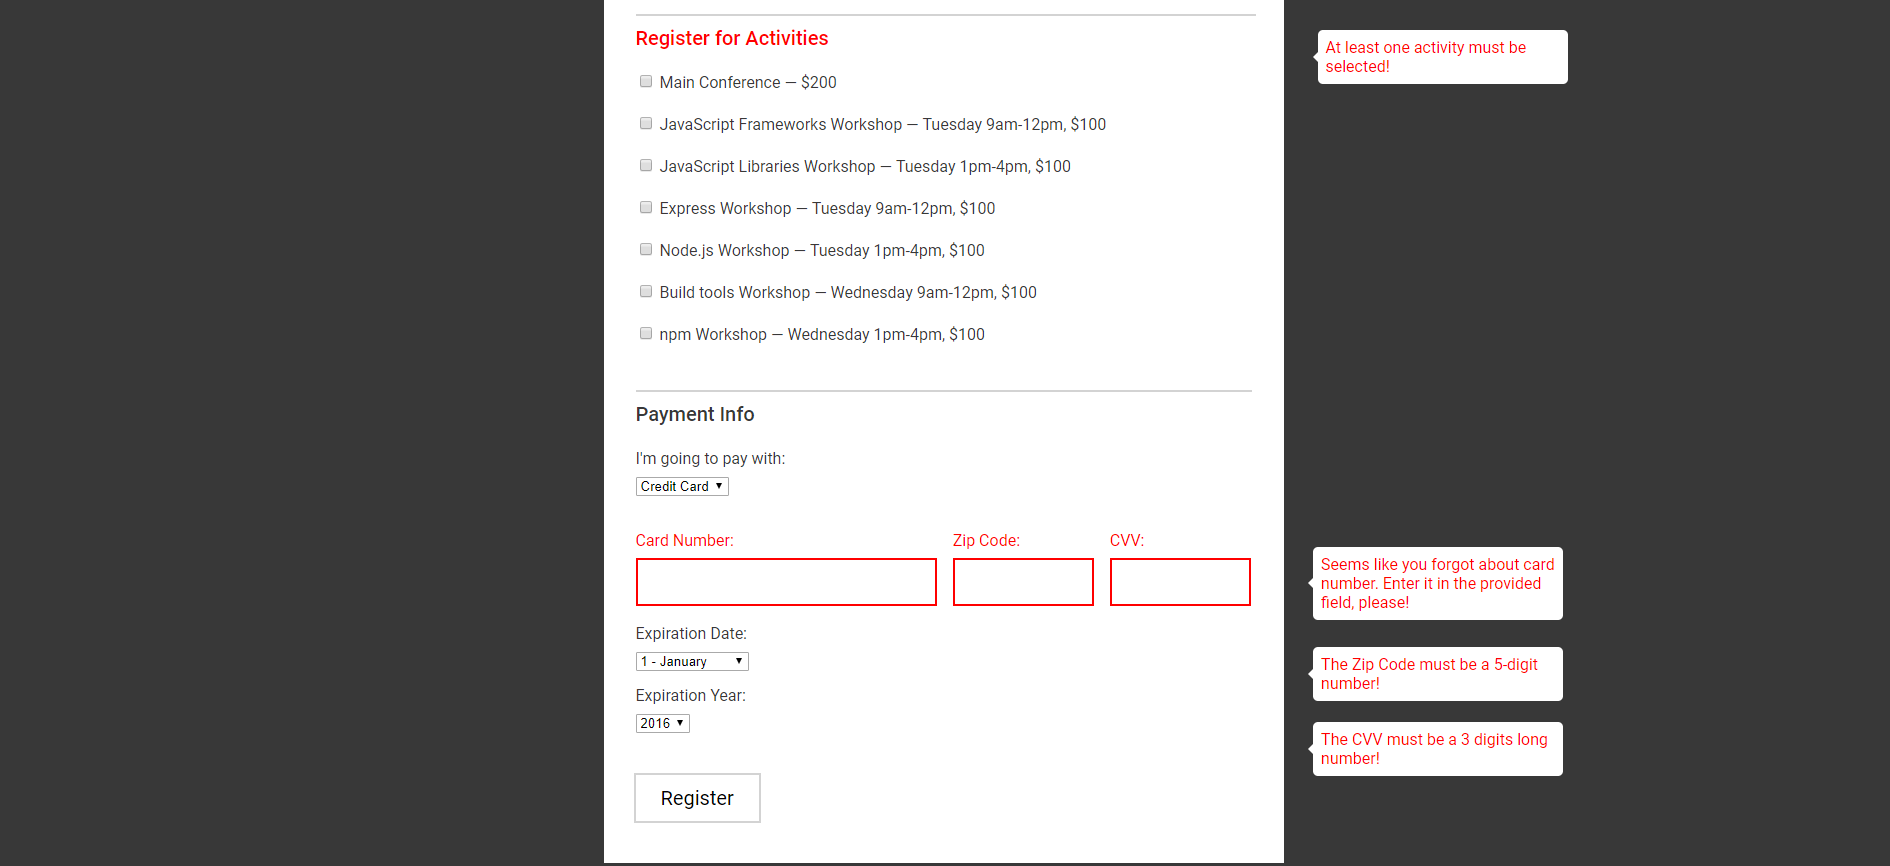 Register for Activities
At least one activity must be
selected!
Main Conference — $200
JavaScript Frameworks Workshop — Tuesday 9am-12pm, $100
JavaScript Libraries Workshop — Tuesday 1pm-4pm, $100
Express Workshop — Tuesday 9am-12pm, $100
Node.js Workshop — Tuesday 1pm-4pm, $100
Build tools Workshop — Wednesday 9am-12pm, $100
npm Workshop — Wednesday 1pm-4pm, $100
Payment Info
I'm going to pay with:
Credit Card
Card Number:
Zip Code:
CVV:
Seems like you forgot about card
number. Enter it in the provided
field, please!
Expiration Date:
1 - January
The Zip Code must be a 5-digit
number!
Expiration Year:
2016
The CVV must be a 3 digits long
number!
Register